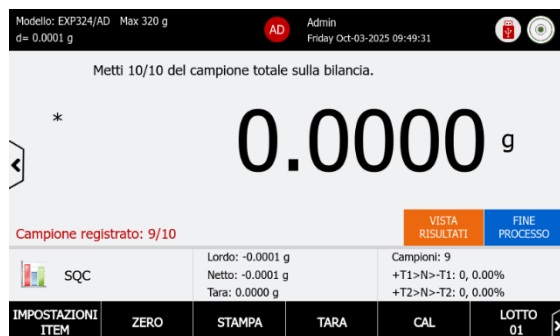 Modello: EXP324/AD Max 320 g
d= 0.0001 g
AD
Admin
Friday Oct-03-2025 09:49:31
Metti 10/10 del campione totale sulla bilancia.
*
0.0000 g
Campione registrato: 9/10
VISTA
RISULTATI
FINE
PROCESSO
SQC
Lordo: -0.0001 g
Netto: -0.0001 g
Tara: 0.0000 g
Campioni: 9
+T1>N>-T1: 0, 0.00%
+T2>N>-T2: 0, 0.00%
IMPOSTAZIONI
ITEM
ZERO
STAMPA
TARA
CAL
LOTTO
01